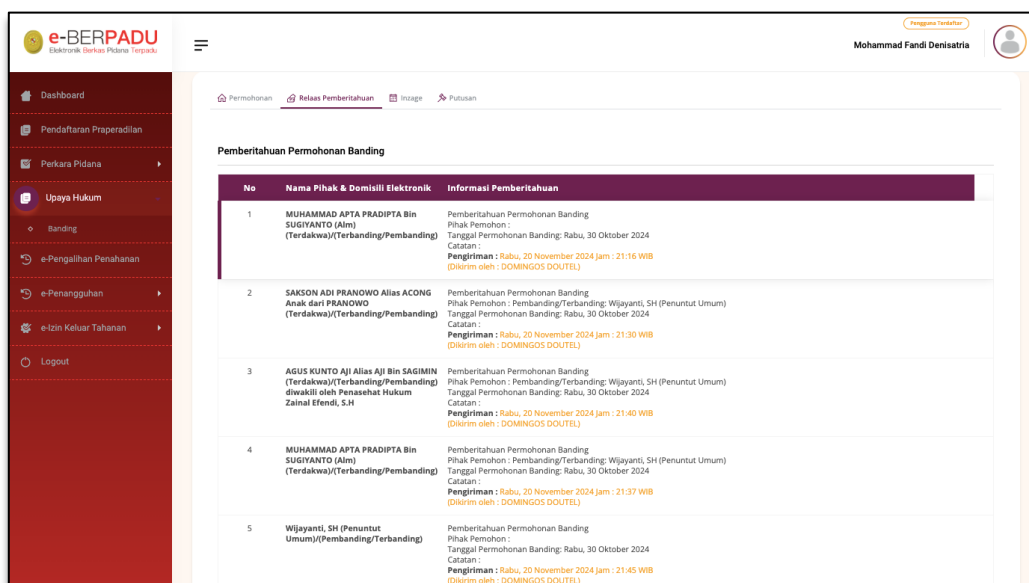 e-BERPADU
Elektronik Berkas Pidana Terpadu
Pengguna Terdaftar
Mohammad Fandi Denisatria
Dashboard
Pendaftaran Praperadilan
Perkara Pidana
Upaya Hukum
Banding
e-Pengalihan Penahanan
e-Penangguhan
e-Izin Keluar Tahanan
Logout
Permohonan
Relaas Pemberitahuan
Inzage
Putusan
Pemberitahuan Permohonan Banding
No
Nama Pihak & Domisili Elektronik
Informasi Pemberitahuan
1
MUHAMMAD APTA PRADIPTA Bin
SUGIYANTO (Alm)
(Terdakwa)/(Terbanding/Pembanding)
Pemberitahuan Permohonan Banding
Pihak Pemohon :
Tanggal Permohonan Banding: Rabu, 30 Oktober 2024
Catatan :
Pengiriman : Rabu, 20 November 2024 Jam : 21:16 WIB
(Dikirim oleh : DOMINGOS DOUTEL)
2
SAKSON ADI PRANOWO Alias ACONG
Anak dari PRANOWO
(Terdakwa)/(Terbanding/Pembanding)
Pemberitahuan Permohonan Banding
Pihak Pemohon : Pembanding/Terbanding: Wijayanti, SH (Penuntut Umum)
Tanggal Permohonan Banding: Rabu, 30 Oktober 2024
Catatan :
Pengiriman : Rabu, 20 November 2024 Jam : 21:30 WIB
(Dikirim oleh : DOMINGOS DOUTEL)
3
AGUS KUNTO AJI Alias AJI Bin SAGIMIN
(Terdakwa)/(Terbanding/Pembanding)
diwakili oleh Penasehat Hukum
Zainal Efendi, S.H
Pemberitahuan Permohonan Banding
Pihak Pemohon : Pembanding/Terbanding: Wijayanti, SH (Penuntut Umum)
Tanggal Permohonan Banding: Rabu, 30 Oktober 2024
Catatan :
Pengiriman : Rabu, 20 November 2024 Jam : 21:40 WIB
(Dikirim oleh : DOMINGOS DOUTEL)
4
MUHAMMAD APTA PRADIPTA Bin
SUGIYANTO (Alm)
(Terdakwa)/(Terbanding/Pembanding)
Pemberitahuan Permohonan Banding
Pihak Pemohon : Pembanding/Terbanding: Wijayanti, SH (Penuntut Umum)
Tanggal Permohonan Banding: Rabu, 30 Oktober 2024
Catatan :
Pengiriman : Rabu, 20 November 2024 Jam : 21:37 WIB
(Dikirim oleh : DOMINGOS DOUTEL)
5
Wijayanti, SH (Penuntut
Umum)/(Pembanding/Terbanding)
Pemberitahuan Permohonan Banding
Pihak Pemohon :
Tanggal Permohonan Banding: Rabu, 30 Oktober 2024
Catatan :
Pengiriman : Rabu, 20 November 2024 Jam : 21:45 WIB
(Dikirim oleh : DOMINGOS DOUTEL)